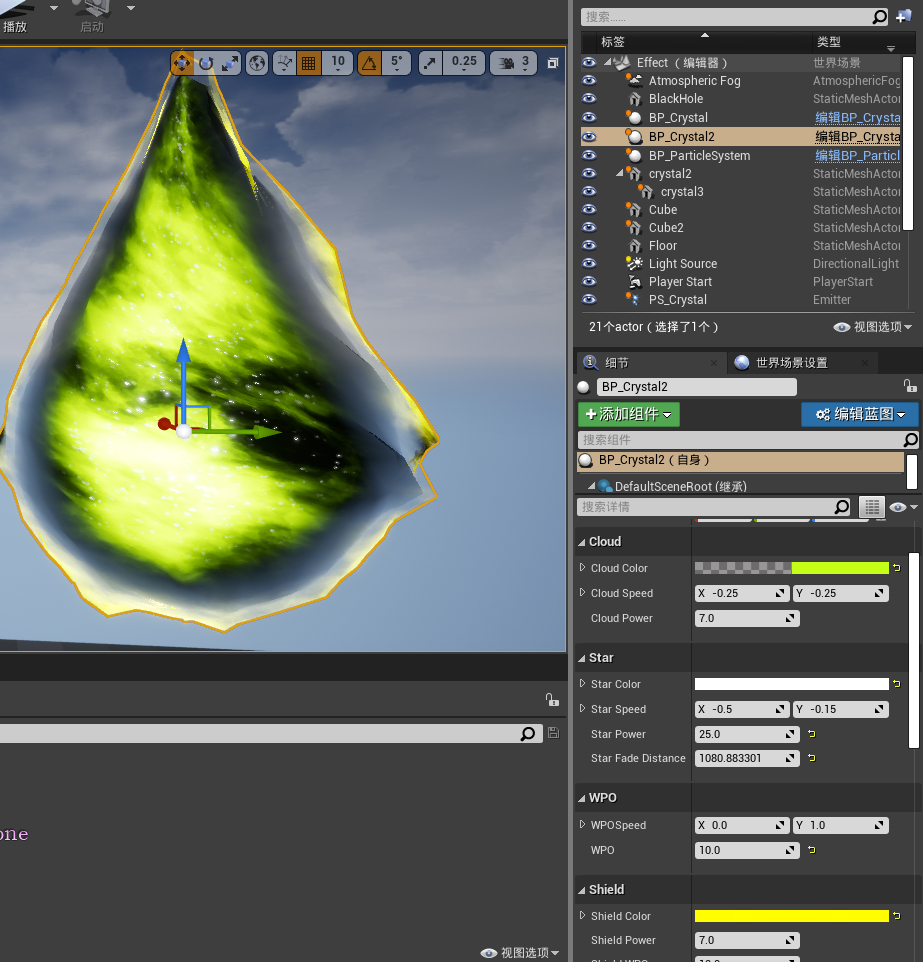 播放
启动
10
5°
0.25
3
搜索......
标签 类型
Effect（编辑器） 世界场景
Atmospheric Fog AtmosphericFog
BlackHole StaticMeshActor
BP_Crystal 编辑BP_Crysta
BP_Crystal2 编辑BP_Crysta
BP_ParticleSystem 编辑BP_Particl
crystal2 StaticMeshActor
crystal3 StaticMeshActor
Cube StaticMeshActor
Cube2 StaticMeshActor
Floor StaticMeshActor
Light Source DirectionalLight
Player Start PlayerStart
PS_Crystal Emitter
21个actor（选择了1个） 视图选项
细节 世界场景设置
BP_Crystal2
添加组件 编辑蓝图
搜索组件
BP_Crystal2（自身）
DefaultSceneRoot (继承)
搜索详情
Cloud
Cloud Color
Cloud Speed X -0.25 Y -0.25
Cloud Power 7.0
Star
Star Color
Star Speed X -0.5 Y -0.15
Star Power 25.0
Star Fade Distance 1080.883301
WPO
WPOSpeed X 0.0 Y 1.0
WPO 10.0
Shield
Shield Color
Shield Power 7.0
one
视图选项